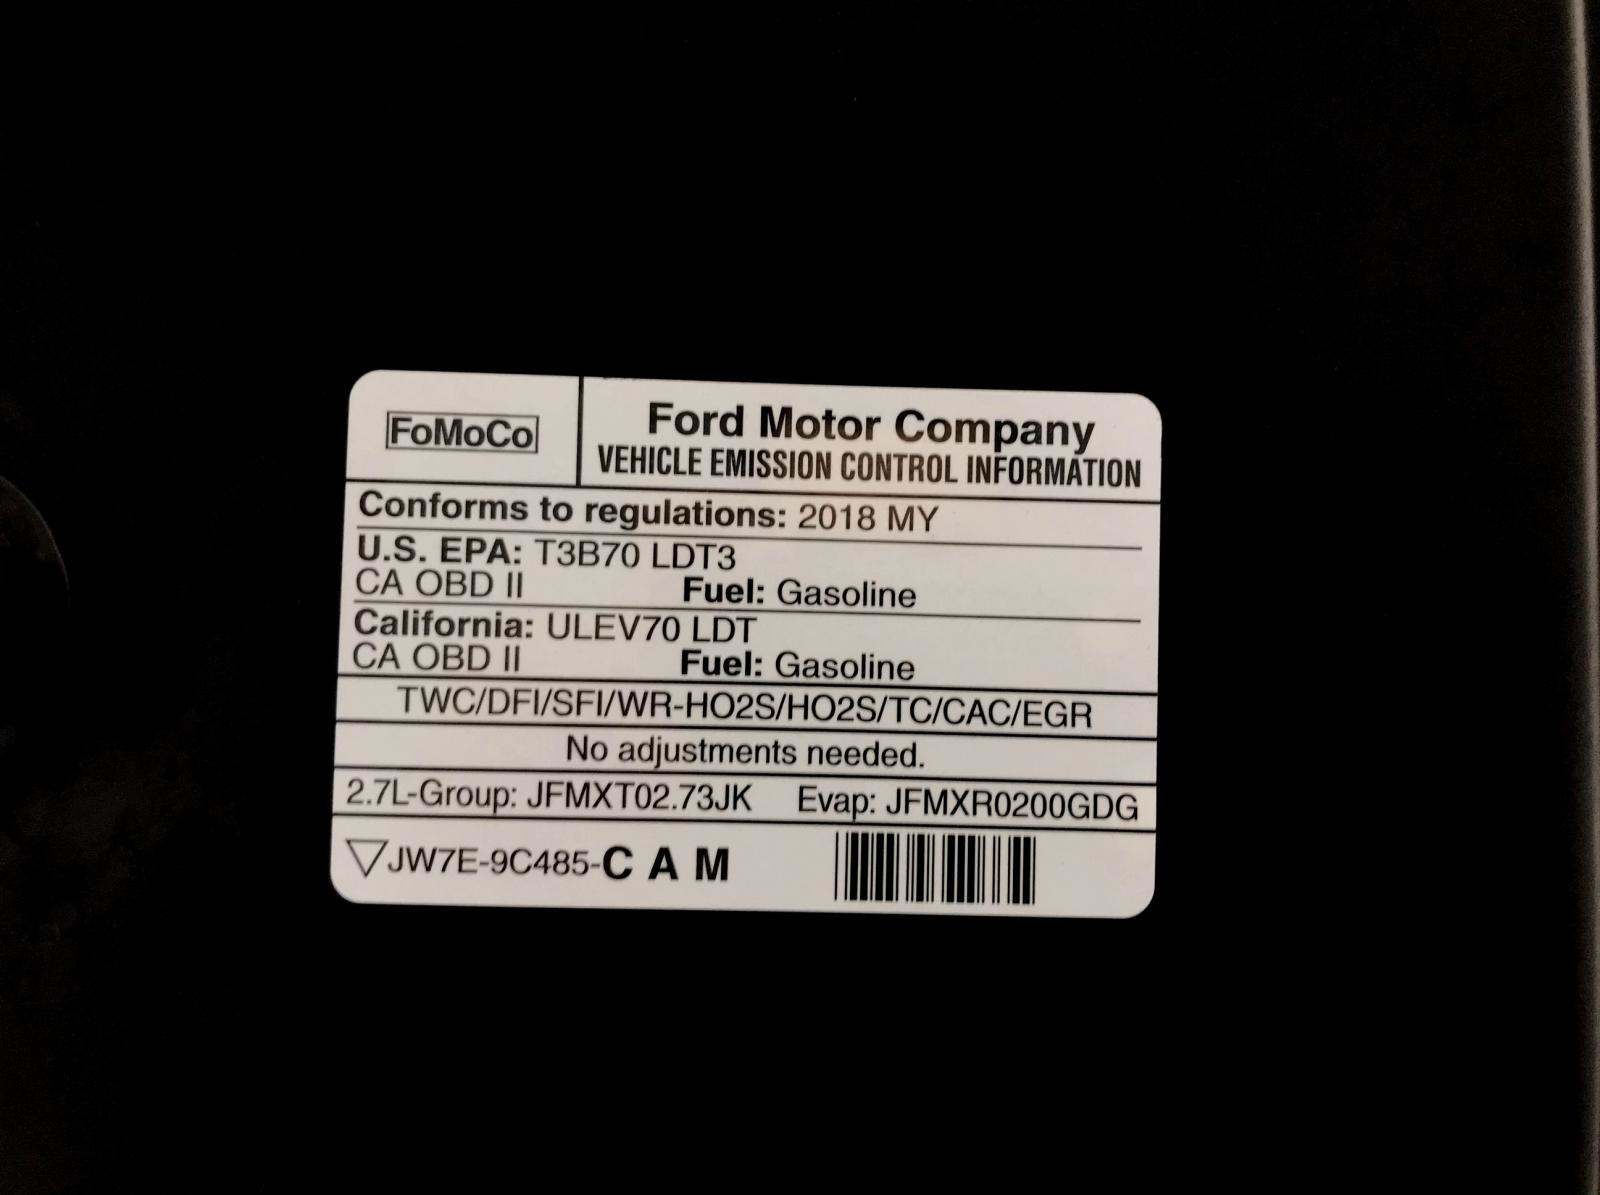 FoMoCo
Ford Motor Company
VEHICLE EMISSION CONTROL INFORMATION
Conforms to regulations: 2018 MY
U.S. EPA: T3B70 LDT3
CA OBD II Fuel: Gasoline
California: ULEV70 LDT
CA OBD II Fuel: Gasoline
TWC/DFI/SFI/WR-HO2S/HO2S/TC/CAC/EGR
No adjustments needed.
2.7L-Group: JFMXT02.73JK Evap: JFMXR0200GDG
JW7E-9C485-C A M